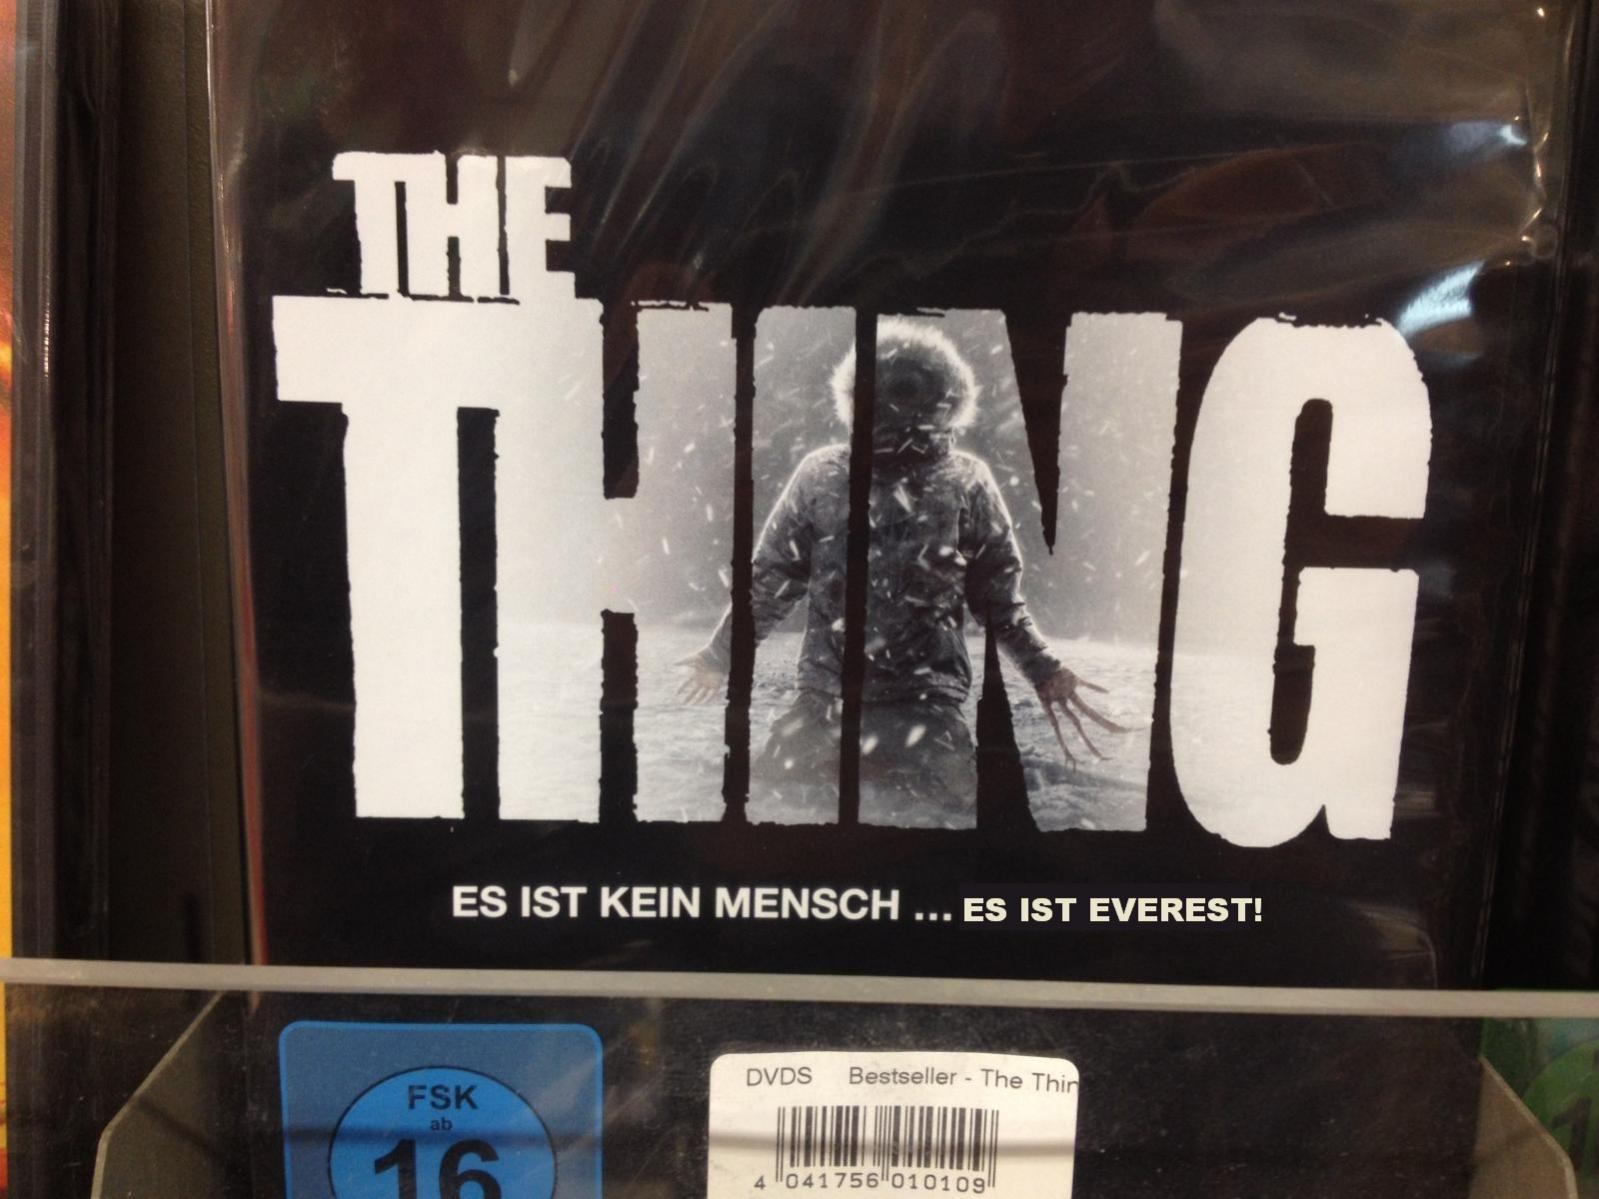 THE
THING
ES IST KEIN MENSCH ... ES IST EVEREST!
FSK
ab
16
DVDS Bestseller - The Thin
4 041756 010109